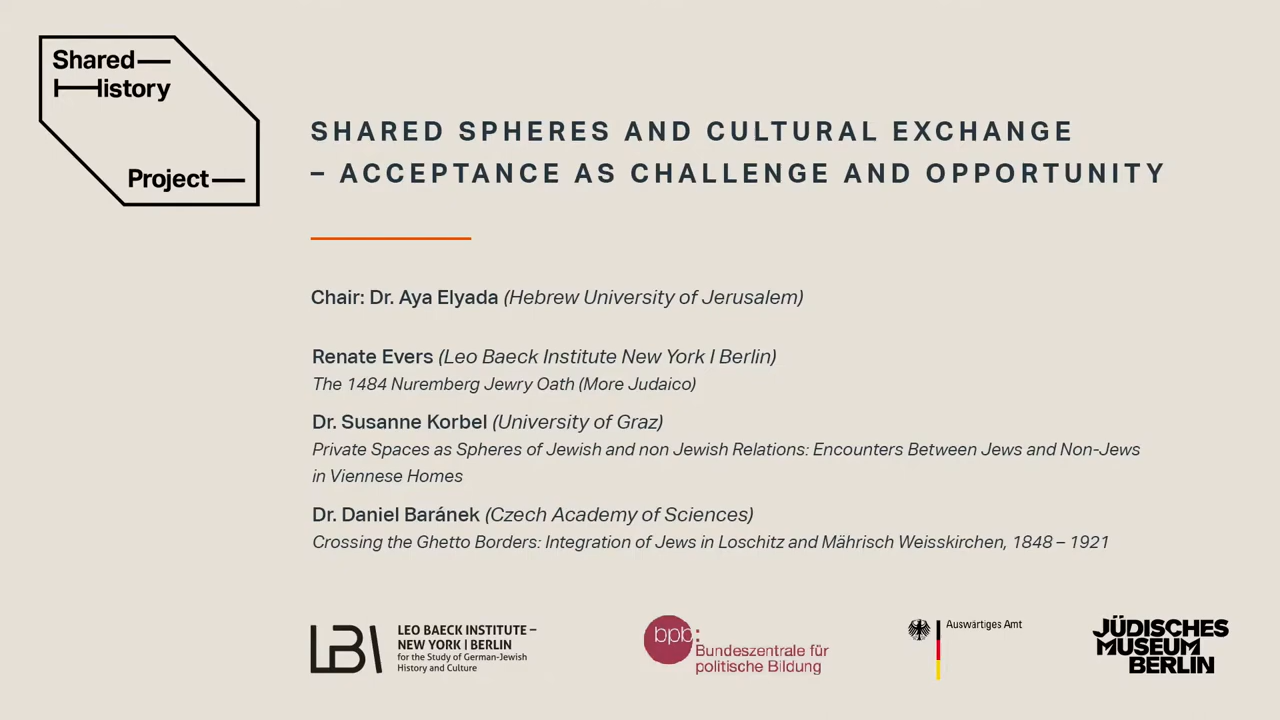 Shared—
History
Project—
SHARED SPHERES AND CULTURAL EXCHANGE
– ACCEPTANCE AS CHALLENGE AND OPPORTUNITY
Chair: Dr. Aya Elyada (Hebrew University of Jerusalem)
Renate Evers (Leo Baeck Institute New York I Berlin)
The 1484 Nuremberg Jewry Oath (More Judaico)
Dr. Susanne Korbel (University of Graz)
Private Spaces as Spheres of Jewish and non Jewish Relations: Encounters Between Jews and Non-Jews
in Viennese Homes
Dr. Daniel Baránek (Czech Academy of Sciences)
Crossing the Ghetto Borders: Integration of Jews in Loschitz and Mährisch Weisskirchen, 1848 – 1921
LBI
LEO BAECK INSTITUTE –
NEW YORK | BERLIN
for the Study of German-Jewish
History and Culture
bpb:
Bundeszentrale für
politische Bildung
Auswärtiges Amt
JÜDISCHES
MUSEUM
BERLIN